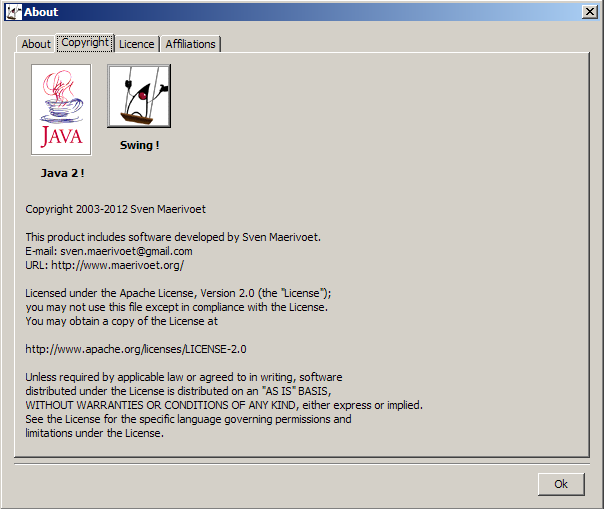 About
About Copyright Licence Affiliations
JAVA
Java 2 !
Swing !
Copyright 2003-2012 Sven Maerivoet
This product includes software developed by Sven Maerivoet.
E-mail: sven.maerivoet@gmail.com
URL: http://www.maerivoet.org/
Licensed under the Apache License, Version 2.0 (the "License");
you may not use this file except in compliance with the License.
You may obtain a copy of the License at
http://www.apache.org/licenses/LICENSE-2.0
Unless required by applicable law or agreed to in writing, software
distributed under the License is distributed on an "AS IS" BASIS,
WITHOUT WARRANTIES OR CONDITIONS OF ANY KIND, either express or implied.
See the License for the specific language governing permissions and
limitations under the License.
Ok